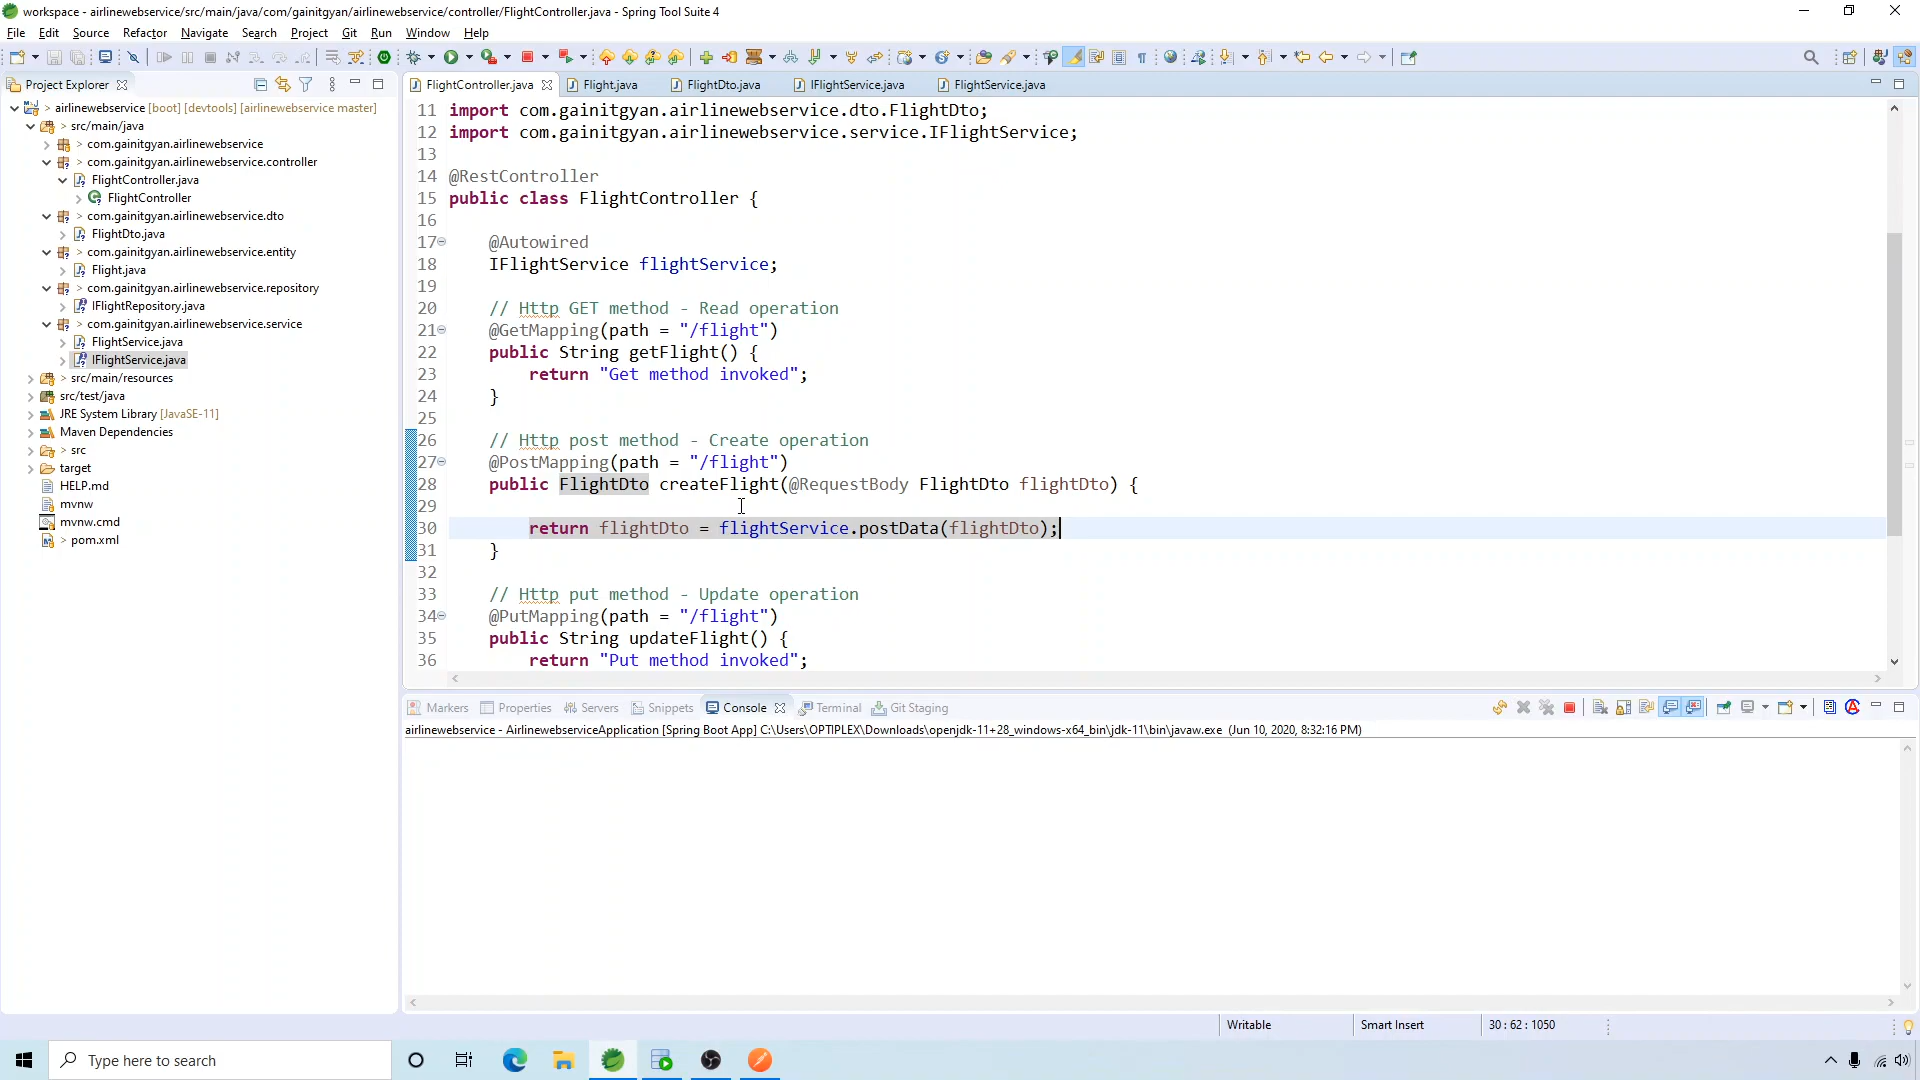 workspace - airlinewebservice/src/main/java/com/gainitgyan/airlinewebservice/controller/FlightController.java - Spring Tool Suite 4
File Edit Source Refactor Navigate Search Project Git Run Window Help
Project Explorer
airlinewebservice [boot] [devtools] [airlinewebservice master]
src/main/java
com.gainitgyan.airlinewebservice
com.gainitgyan.airlinewebservice.controller
FlightController.java
FlightController
com.gainitgyan.airlinewebservice.dto
FlightDto.java
com.gainitgyan.airlinewebservice.entity
Flight.java
com.gainitgyan.airlinewebservice.repository
IFlightRepository.java
com.gainitgyan.airlinewebservice.service
FlightService.java
IFlightService.java
src/main/resources
src/test/java
JRE System Library [JavaSE-11]
Maven Dependencies
src
target
HELP.md
mvnw
mvnw.cmd
pom.xml
FlightController.java Flight.java FlightDto.java IFlightService.java FlightService.java
11 import com.gainitgyan.airlinewebservice.dto.FlightDto;
12 import com.gainitgyan.airlinewebservice.service.IFlightService;
13
14 @RestController
15 public class FlightController {
16
17 @Autowired
18 IFlightService flightService;
19
20 // Http GET method - Read operation
21 @GetMapping(path = "/flight")
22 public String getFlight() {
23 return "Get method invoked";
24 }
25
26 // Http post method - Create operation
27 @PostMapping(path = "/flight")
28 public FlightDto createFlight(@RequestBody FlightDto flightDto) {
29
30 return flightDto = flightService.postData(flightDto);
31 }
32
33 // Http put method - Update operation
34 @PutMapping(path = "/flight")
35 public String updateFlight() {
36 return "Put method invoked";
Markers Properties Servers Snippets Console Terminal Git Staging
airlinewebservice - AirlinewebserviceApplication [Spring Boot App] C:\Users\OPTIPLEX\Downloads\openjdk-11+28_windows-x64_bin\jdk-11\bin\javaw.exe (Jun 10, 2020, 8:32:16 PM)
Writable Smart Insert 30 : 62 : 1050
Type here to search